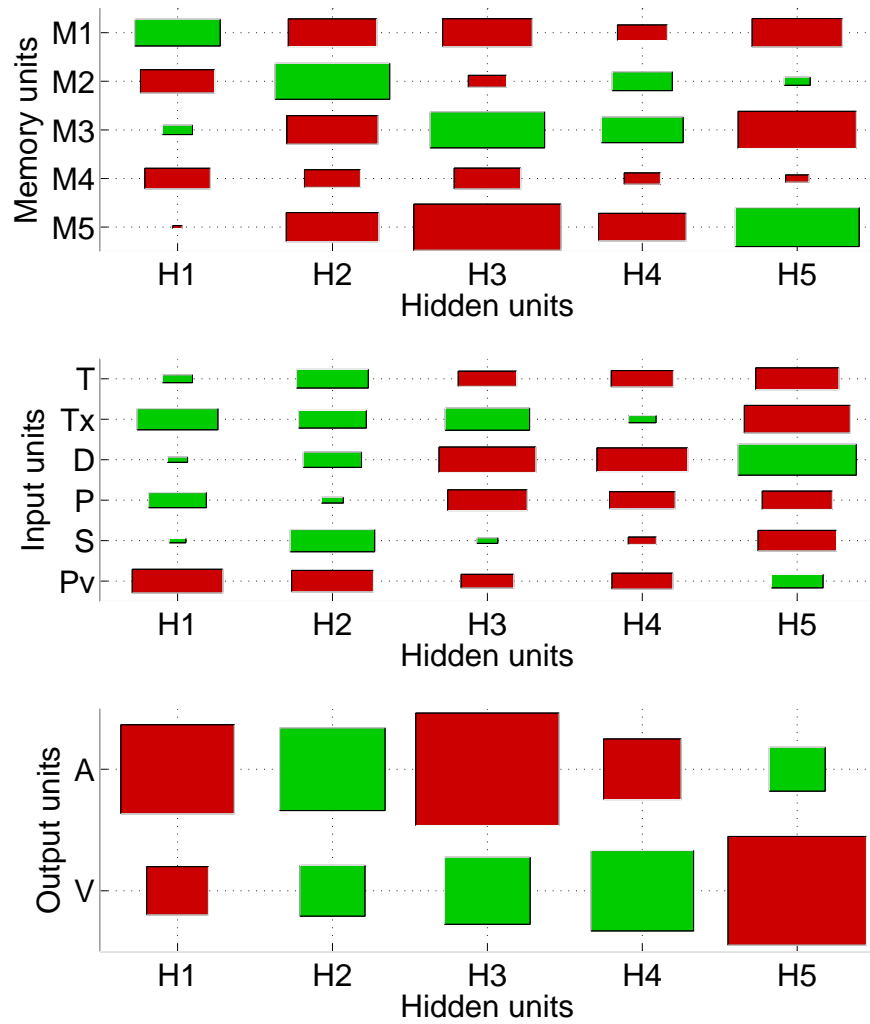 Memory units
M1
M2
M3
M4
M5
H1 H2 H3 H4 H5
Hidden units
Input units
T
Tx
D
P
S
Pv
H1 H2 H3 H4 H5
Hidden units
Output units
A
V
H1 H2 H3 H4 H5
Hidden units